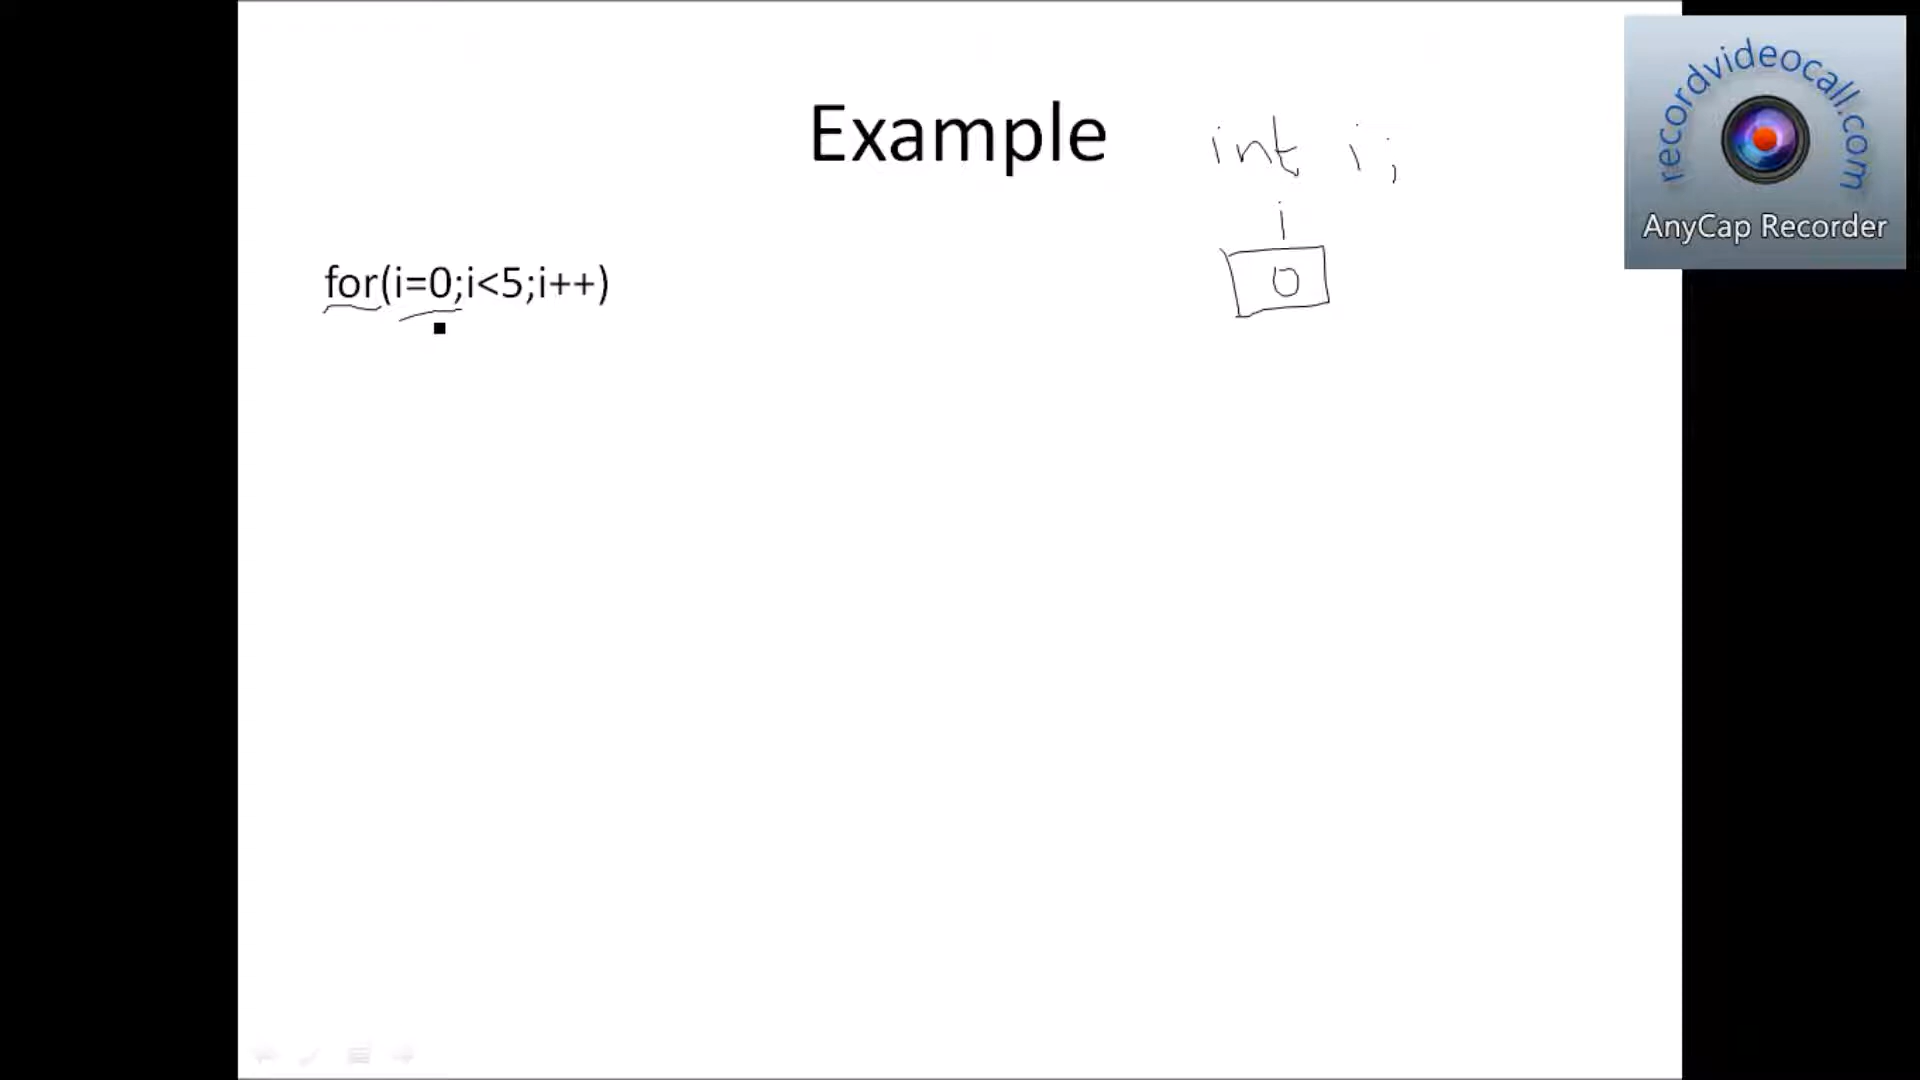 Example
int i;
i
0
for(i=0;i<5;i++)
recordvideocall.com
AnyCap Recorder